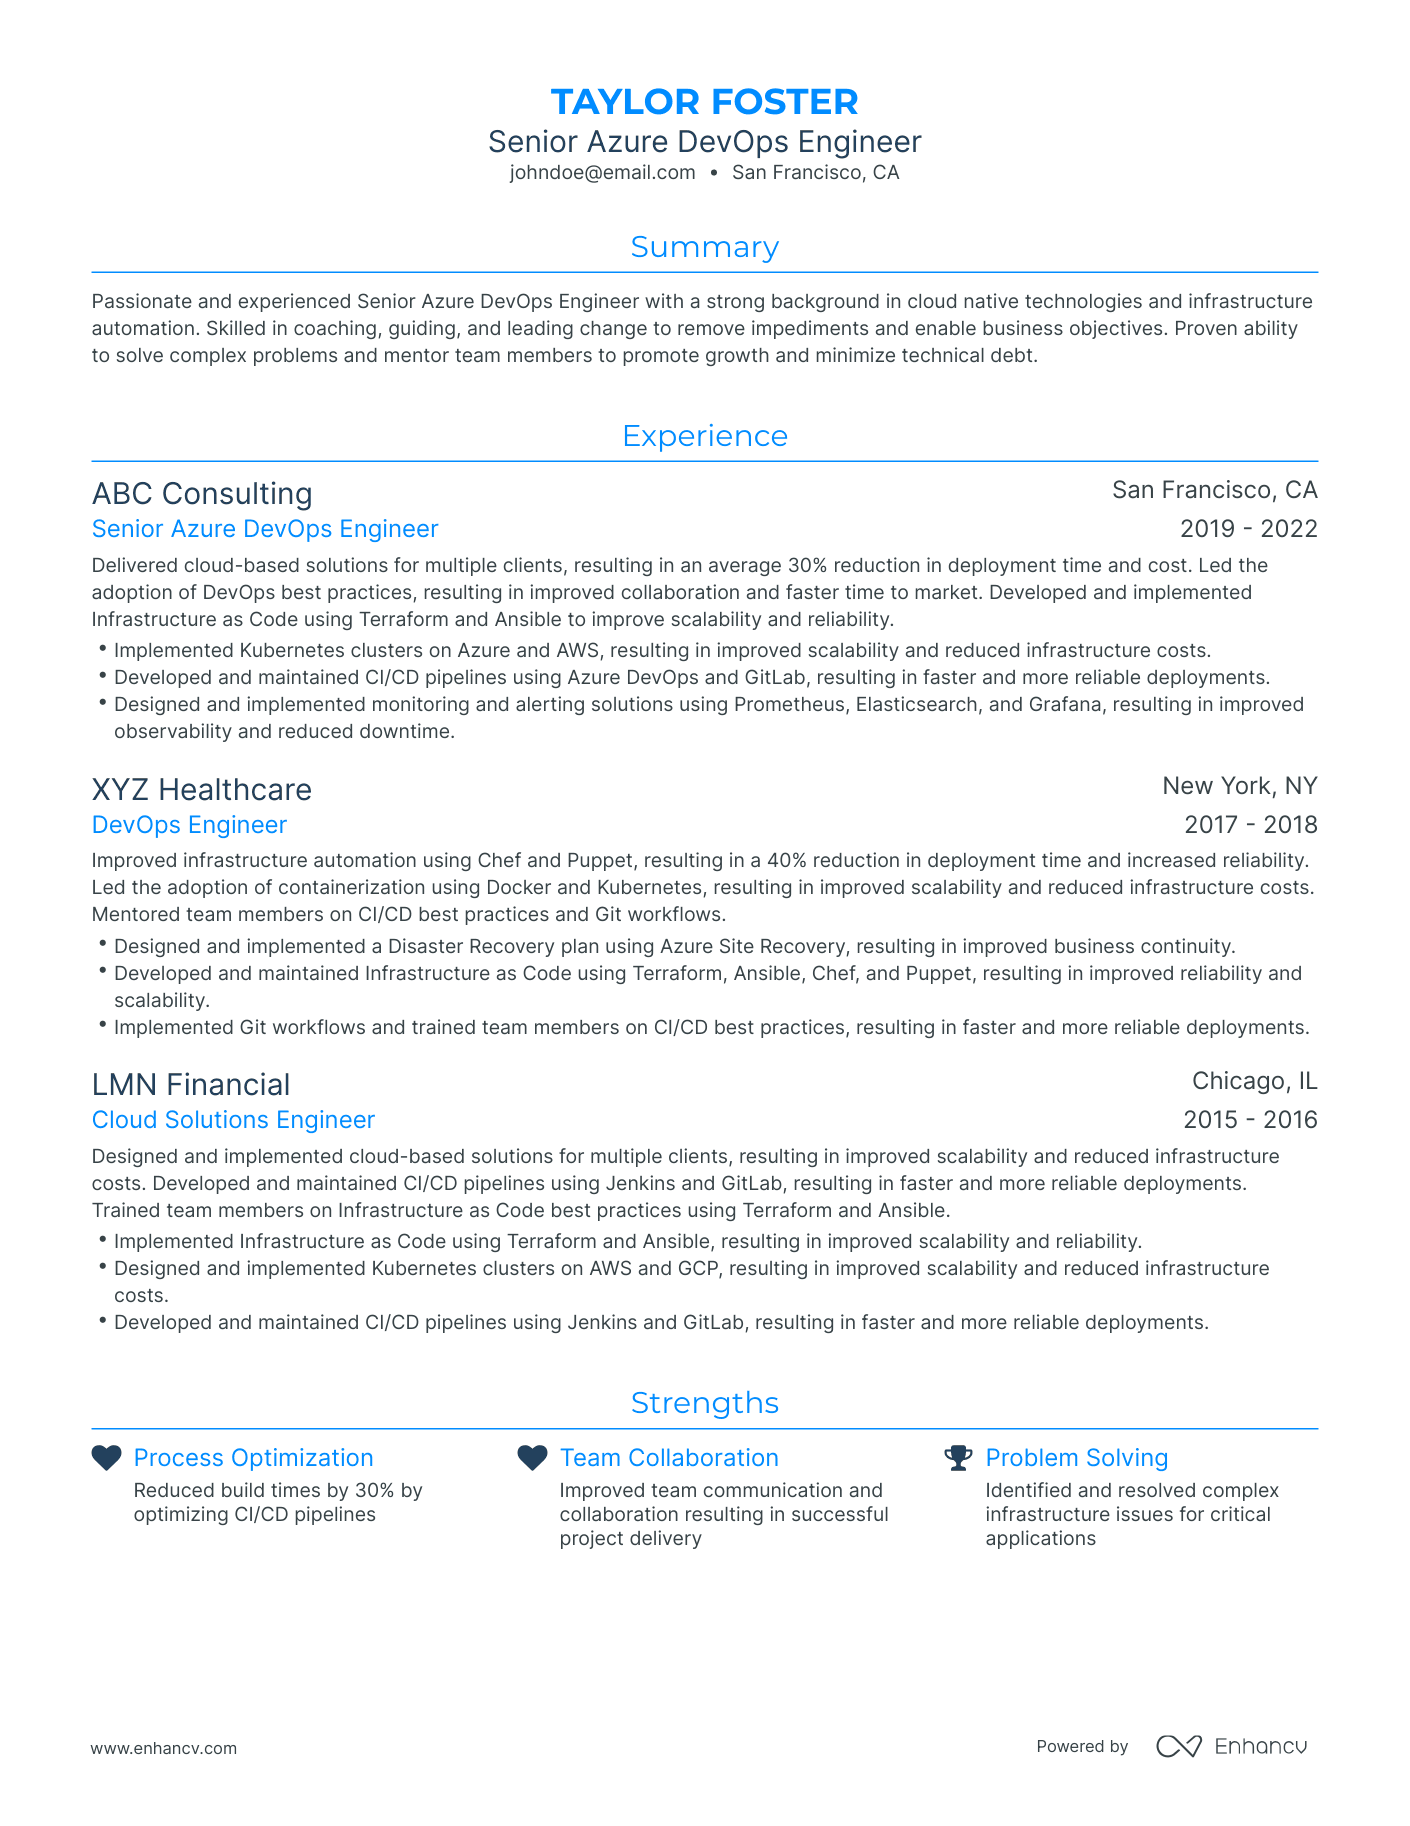 TAYLOR FOSTER
Senior Azure DevOps Engineer
johndoe@email.com • San Francisco, CA
Summary
Passionate and experienced Senior Azure DevOps Engineer with a strong background in cloud native technologies and infrastructure
automation. Skilled in coaching, guiding, and leading change to remove impediments and enable business objectives. Proven ability
to solve complex problems and mentor team members to promote growth and minimize technical debt.
Experience
ABC Consulting San Francisco, CA
Senior Azure DevOps Engineer 2019 - 2022
Delivered cloud-based solutions for multiple clients, resulting in an average 30% reduction in deployment time and cost. Led the
adoption of DevOps best practices, resulting in improved collaboration and faster time to market. Developed and implemented
Infrastructure as Code using Terraform and Ansible to improve scalability and reliability.
• Implemented Kubernetes clusters on Azure and AWS, resulting in improved scalability and reduced infrastructure costs.
• Developed and maintained CI/CD pipelines using Azure DevOps and GitLab, resulting in faster and more reliable deployments.
• Designed and implemented monitoring and alerting solutions using Prometheus, Elasticsearch, and Grafana, resulting in improved
observability and reduced downtime.
XYZ Healthcare New York, NY
DevOps Engineer 2017 - 2018
Improved infrastructure automation using Chef and Puppet, resulting in a 40% reduction in deployment time and increased reliability.
Led the adoption of containerization using Docker and Kubernetes, resulting in improved scalability and reduced infrastructure costs.
Mentored team members on CI/CD best practices and Git workflows.
• Designed and implemented a Disaster Recovery plan using Azure Site Recovery, resulting in improved business continuity.
• Developed and maintained Infrastructure as Code using Terraform, Ansible, Chef, and Puppet, resulting in improved reliability and
scalability.
• Implemented Git workflows and trained team members on CI/CD best practices, resulting in faster and more reliable deployments.
LMN Financial Chicago, IL
Cloud Solutions Engineer 2015 - 2016
Designed and implemented cloud-based solutions for multiple clients, resulting in improved scalability and reduced infrastructure
costs. Developed and maintained CI/CD pipelines using Jenkins and GitLab, resulting in faster and more reliable deployments.
Trained team members on Infrastructure as Code best practices using Terraform and Ansible.
• Implemented Infrastructure as Code using Terraform and Ansible, resulting in improved scalability and reliability.
• Designed and implemented Kubernetes clusters on AWS and GCP, resulting in improved scalability and reduced infrastructure
costs.
• Developed and maintained CI/CD pipelines using Jenkins and GitLab, resulting in faster and more reliable deployments.
Strengths
Process Optimization
Reduced build times by 30% by
optimizing CI/CD pipelines
Team Collaboration
Improved team communication and
collaboration resulting in successful
project delivery
Problem Solving
Identified and resolved complex
infrastructure issues for critical
applications
www.enhancv.com Powered by Enhancv